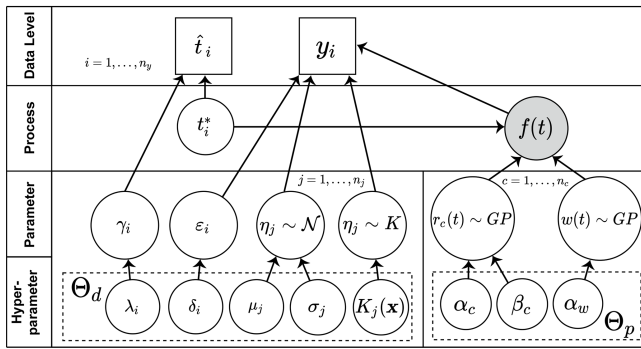 Data Level
i = 1, . . . , n_y
t̂_i
y_i
Process
t_i^*
f(t)
Parameter
j = 1, . . . , n_j
c = 1, . . . , n_c
γ_i
ε_i
η_j ∼ 𝒩
η_j ∼ K
r_c(t) ∼ GP
w(t) ∼ GP
Hyper-
parameter
Θ_d
λ_i
δ_i
μ_j
σ_j
K_j(𝐱)
α_c
β_c
α_w
Θ_p